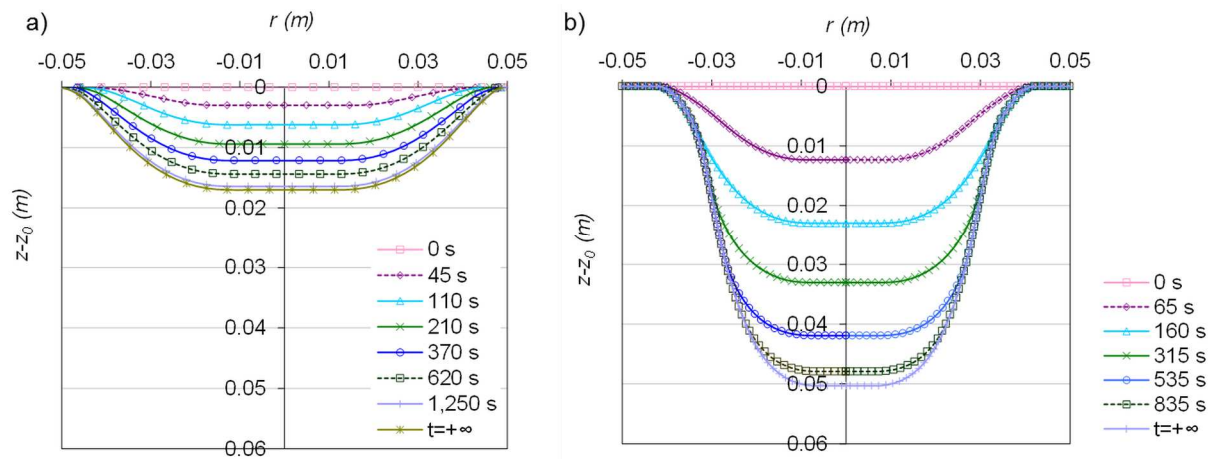 a)
r (m)
-0.05 -0.03 -0.01 0.01 0.03 0.05
0
0.01
0.02
0.03
0.04
0.05
0.06
z-z0 (m)
0 s
45 s
110 s
210 s
370 s
620 s
1,250 s
t=+∞
b)
r (m)
-0.05 -0.03 -0.01 0.01 0.03 0.05
0
0.01
0.02
0.03
0.04
0.05
0.06
z-z0 (m)
0 s
65 s
160 s
315 s
535 s
835 s
t=+∞